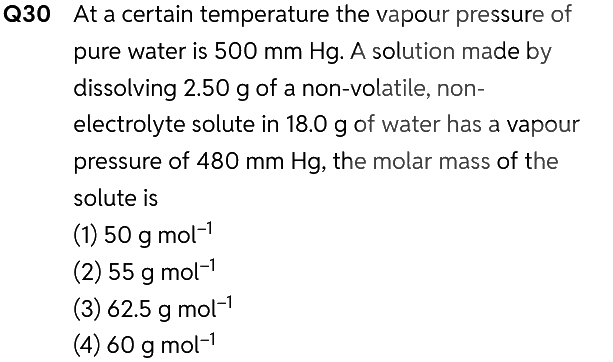 Q30 At a certain temperature the vapour pressure of
pure water is 500 mm Hg. A solution made by
dissolving 2.50 g of a non-volatile, non-
electrolyte solute in 18.0 g of water has a vapour
pressure of 480 mm Hg, the molar mass of the
solute is
(1) 50 g mol⁻¹
(2) 55 g mol⁻¹
(3) 62.5 g mol⁻¹
(4) 60 g mol⁻¹